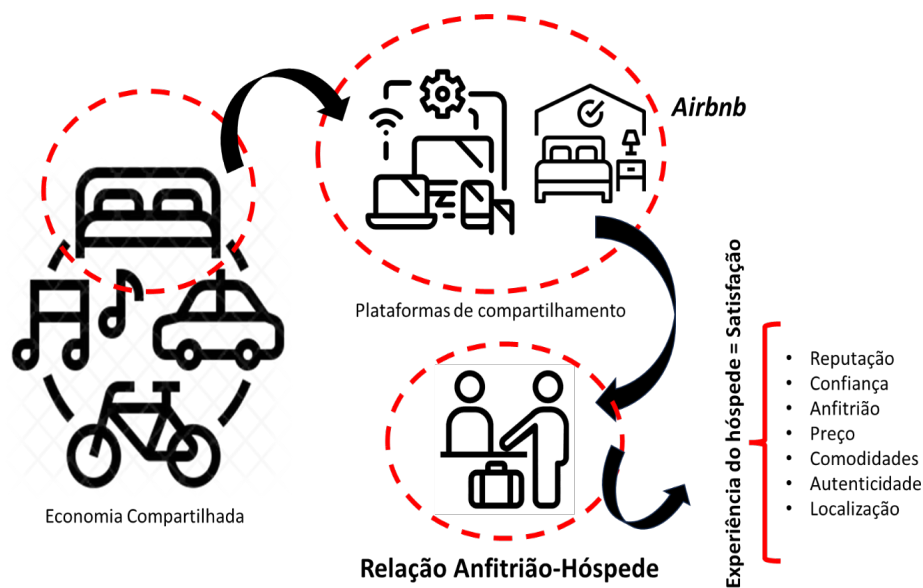 Airbnb
Plataformas de compartilhamento
Economia Compartilhada
Relação Anfitrião-Hóspede
Experiência do hóspede = Satisfação
• Reputação
• Confiança
• Anfitrião
• Preço
• Comodidades
• Autenticidade
• Localização